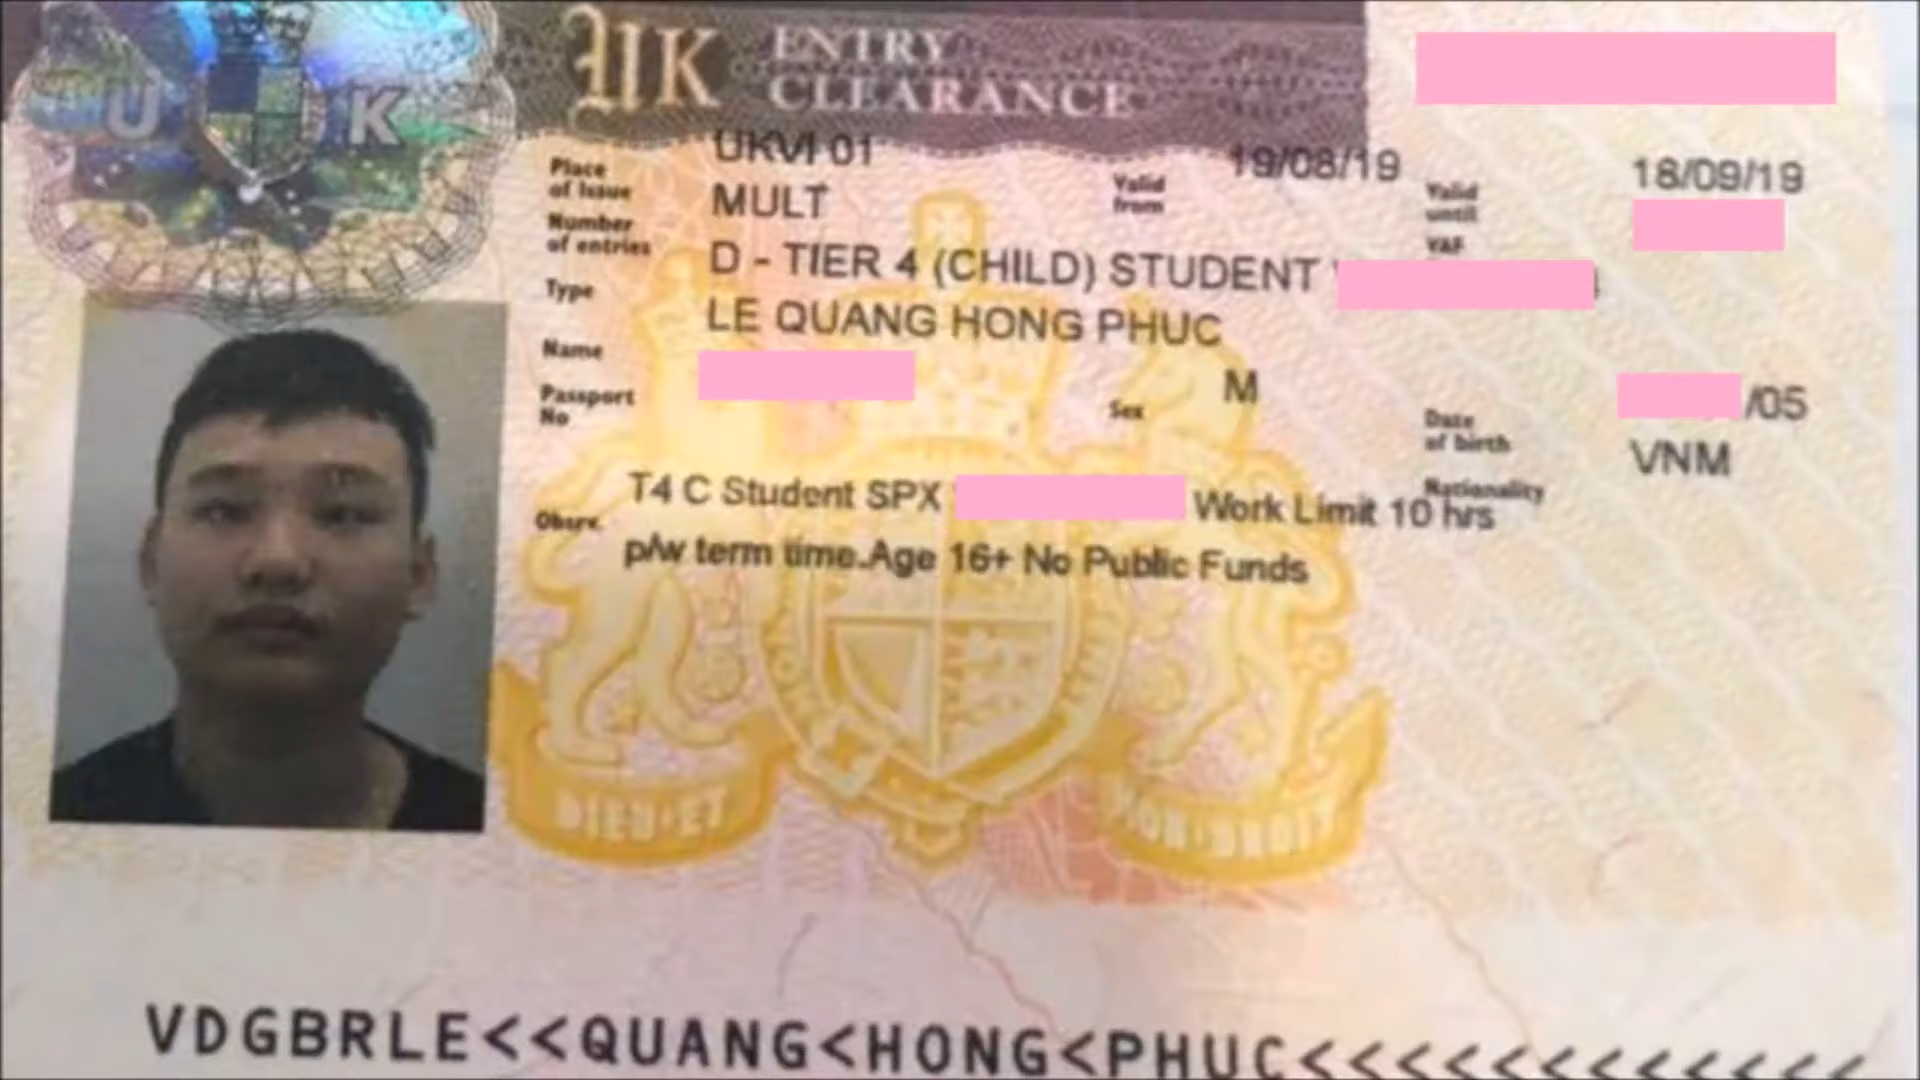 U K
UK ENTRY CLEARANCE
Place of Issue UKVI 01 Valid from 19/08/19 Valid until 18/09/19
Number of entries MULT VAF
Type D - TIER 4 (CHILD) STUDENT
Name LE QUANG HONG PHUC
Passport No Sex M Date of birth /05
Nationality VNM
Observ. T4 C Student SPX Work Limit 10 hrs
p/w term time.Age 16+ No Public Funds
DIEU·ET MON·DROIT
VDGBRLE<<QUANG<HONG<PHUC<<<<<<<<<<<<